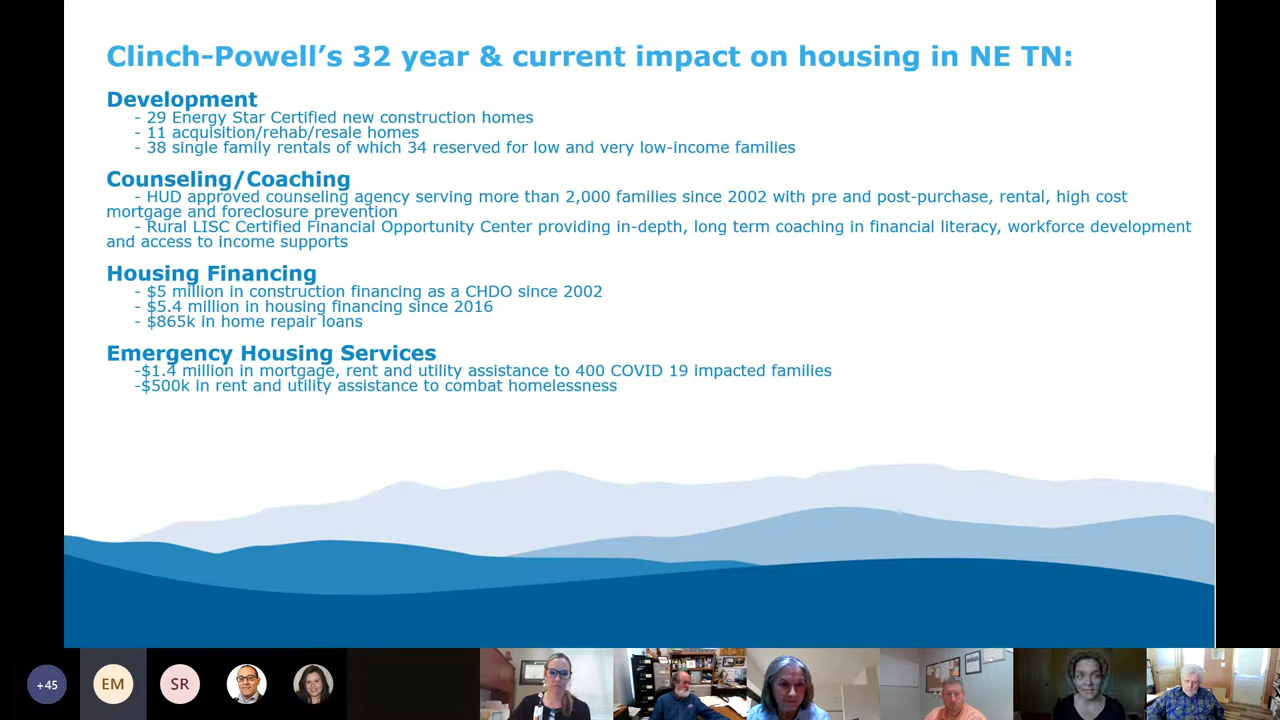 Clinch-Powell’s 32 year & current impact on housing in NE TN:
Development
- 29 Energy Star Certified new construction homes
- 11 acquisition/rehab/resale homes
- 38 single family rentals of which 34 reserved for low and very low-income families
Counseling/Coaching
- HUD approved counseling agency serving more than 2,000 families since 2002 with pre and post-purchase, rental, high cost
mortgage and foreclosure prevention
- Rural LISC Certified Financial Opportunity Center providing in-depth, long term coaching in financial literacy, workforce development
and access to income supports
Housing Financing
- $5 million in construction financing as a CHDO since 2002
- $5.4 million in housing financing since 2016
- $865k in home repair loans
Emergency Housing Services
-$1.4 million in mortgage, rent and utility assistance to 400 COVID 19 impacted families
-$500k in rent and utility assistance to combat homelessness
+45
EM
SR